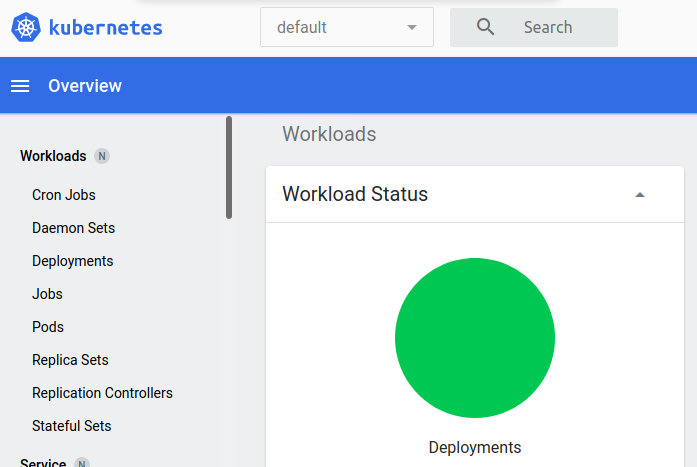 kubernetes
default
Search
Overview
Workloads N
Cron Jobs
Daemon Sets
Deployments
Jobs
Pods
Replica Sets
Replication Controllers
Stateful Sets
Service N
Workloads
Workload Status
Deployments